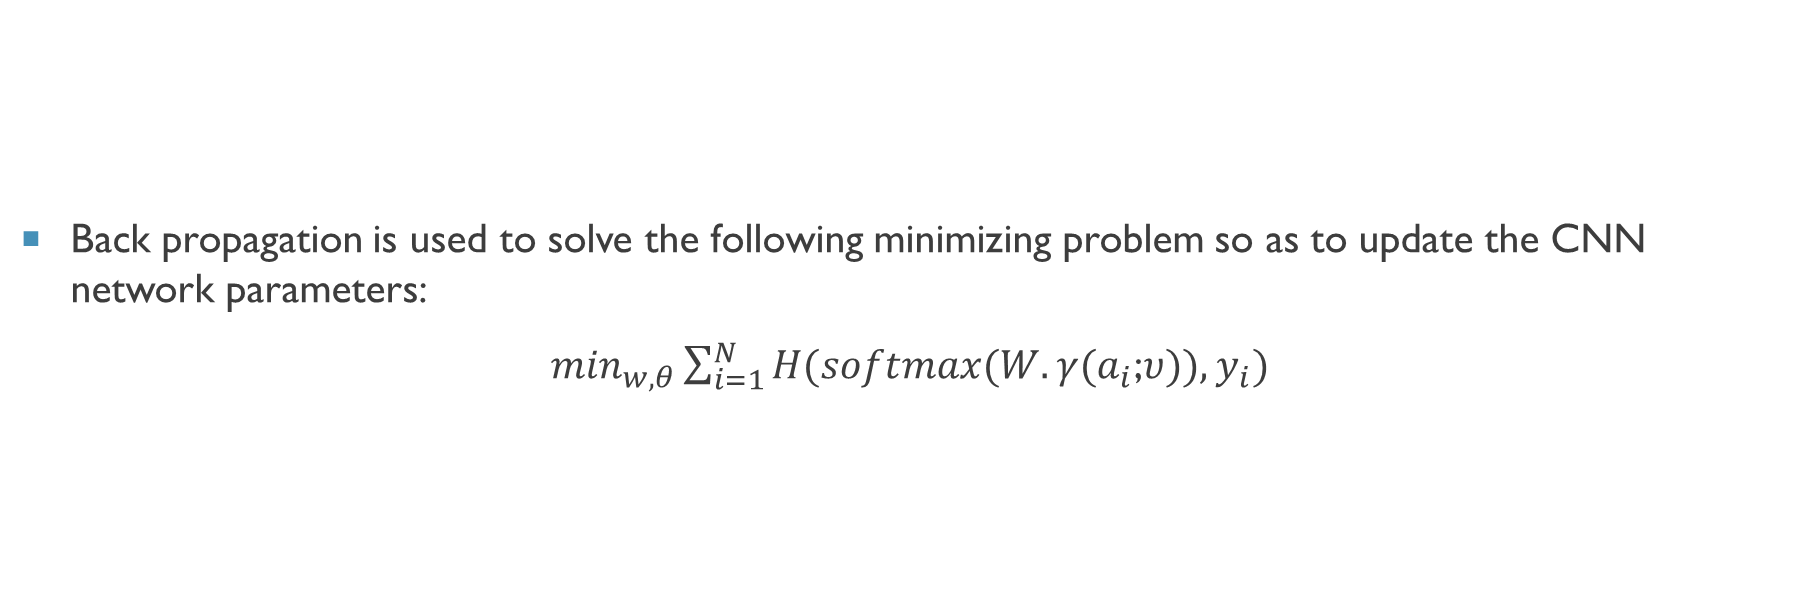 ▪ Back propagation is used to solve the following minimizing problem so as to update the CNN
network parameters:
min_{w,θ} ∑_{i=1}^{N} H(softmax(W.γ(a_i;υ)), y_i)